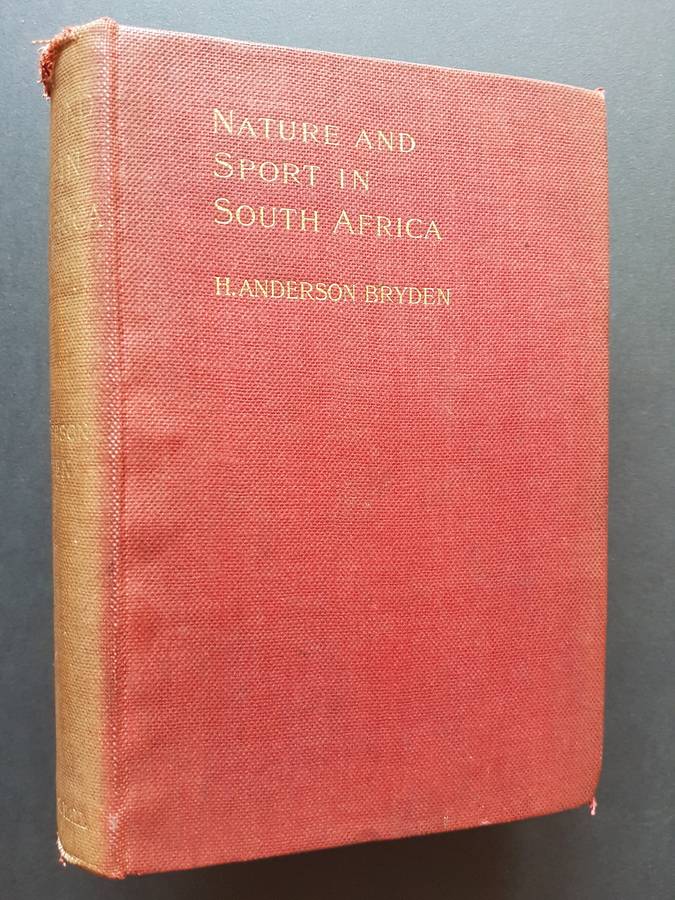 NATURE AND
SPORT IN
SOUTH AFRICA
H. ANDERSON BRYDEN